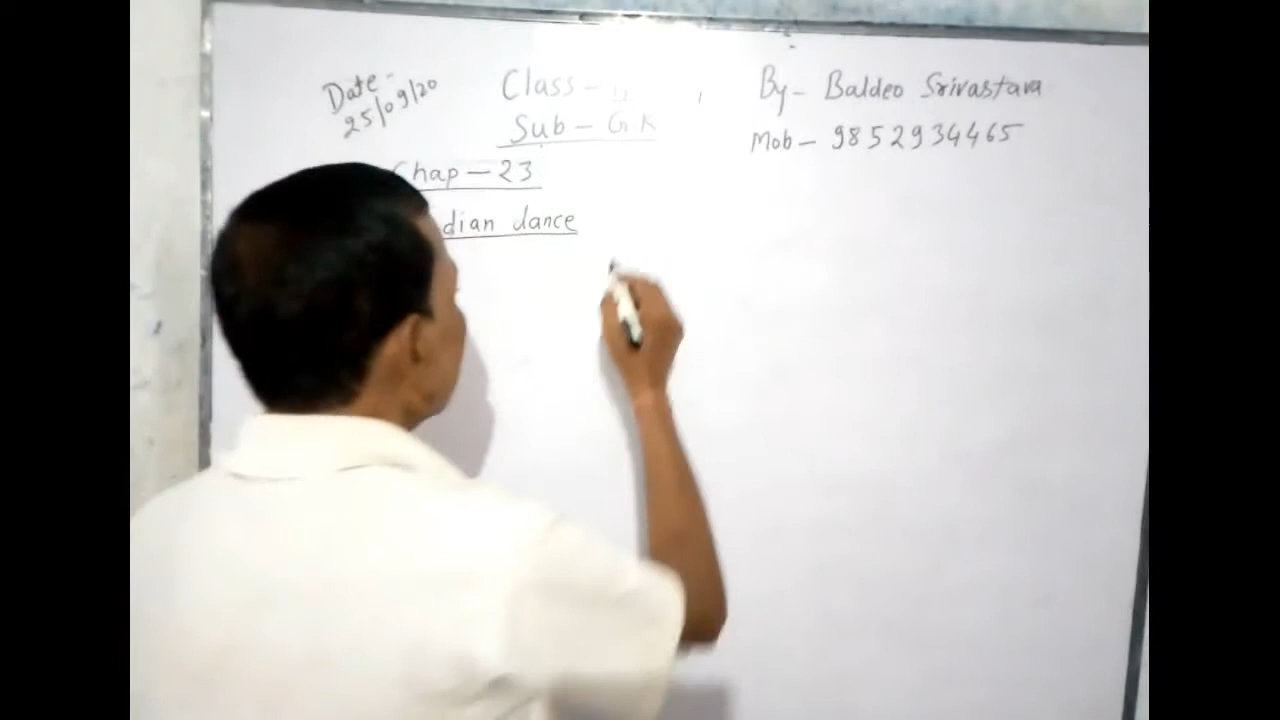 Date-
25/09/20
Class-
Sub - G.K
Chap - 23
dian dance
By- Baldeo Srivastava
Mob- 9852934465